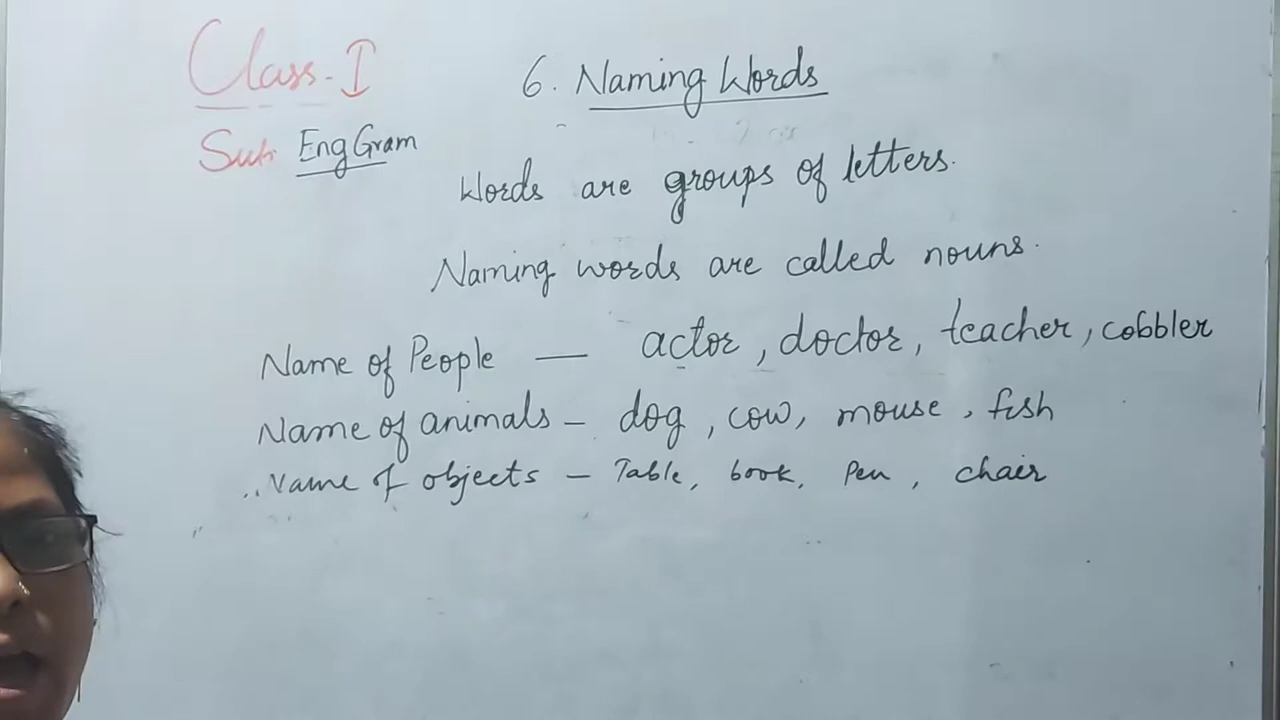 Class-I
6. Naming Words
Sub: Eng Gram
Words are groups of letters.
Naming words are called nouns.
Name of People — actor, doctor, teacher, cobbler
Name of animals – dog, cow, mouse, fish
Name of objects – Table, book, Pen, chair